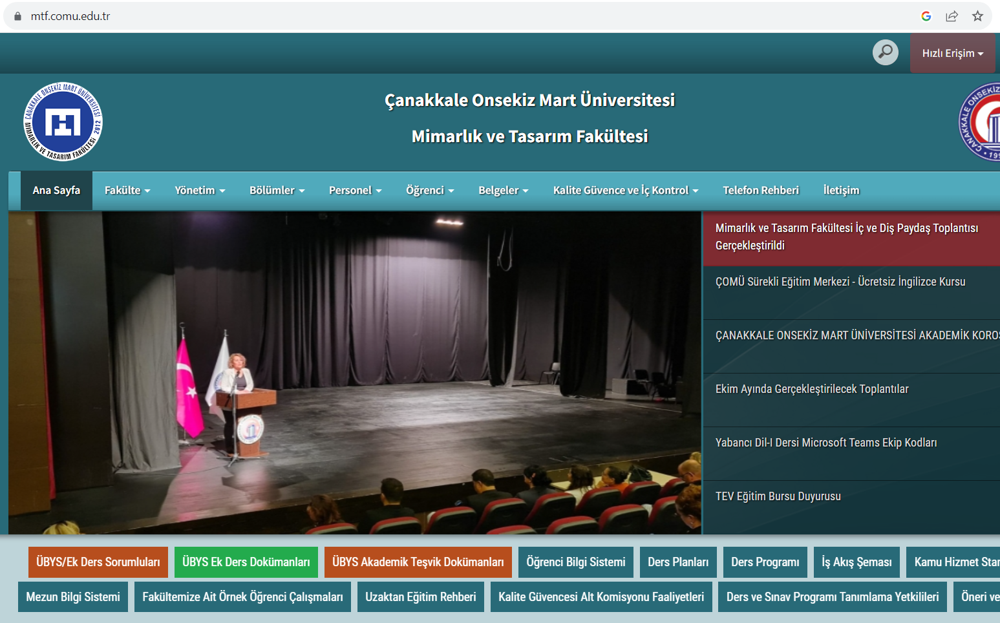 mtf.comu.edu.tr
Hızlı Erişim
ÇANAKKALE ONSEKİZ MART ÜNİVERSİTESİ
2012
MİMARLIK VE TASARIM FAKÜLTESİ
Çanakkale Onsekiz Mart Üniversitesi
Mimarlık ve Tasarım Fakültesi
ÇANAKKALE ONSEKİZ
Ana Sayfa
Fakülte
Yönetim
Bölümler
Personel
Öğrenci
Belgeler
Kalite Güvence ve İç Kontrol
Telefon Rehberi
İletişim
Mimarlık ve Tasarım Fakültesi İç ve Diş Paydaş Toplantısı
Gerçekleştirildi
ÇOMÜ Sürekli Eğitim Merkezi - Ücretsiz İngilizce Kursu
ÇANAKKALE ONSEKİZ MART ÜNİVERSİTESİ AKADEMİK
Ekim Ayında Gerçekleştirilecek Toplantılar
Yabancı Dil-I Dersi Microsoft Teams Ekip Kodları
TEV Eğitim Bursu Duyurusu
ÜBYS/Ek Ders Sorumluları
ÜBYS Ek Ders Dokümanları
ÜBYS Akademik Teşvik Dokümanları
Öğrenci Bilgi Sistemi
Ders Planları
Ders Programı
İş Akış Şeması
Kamu Hizmet
Mezun Bilgi Sistemi
Fakültemize Ait Örnek Öğrenci Çalışmaları
Uzaktan Eğitim Rehberi
Kalite Güvencesi Alt Komisyonu Faaliyetleri
Ders ve Sınav Programı Tanımlama Yetkilileri
Öneri ve